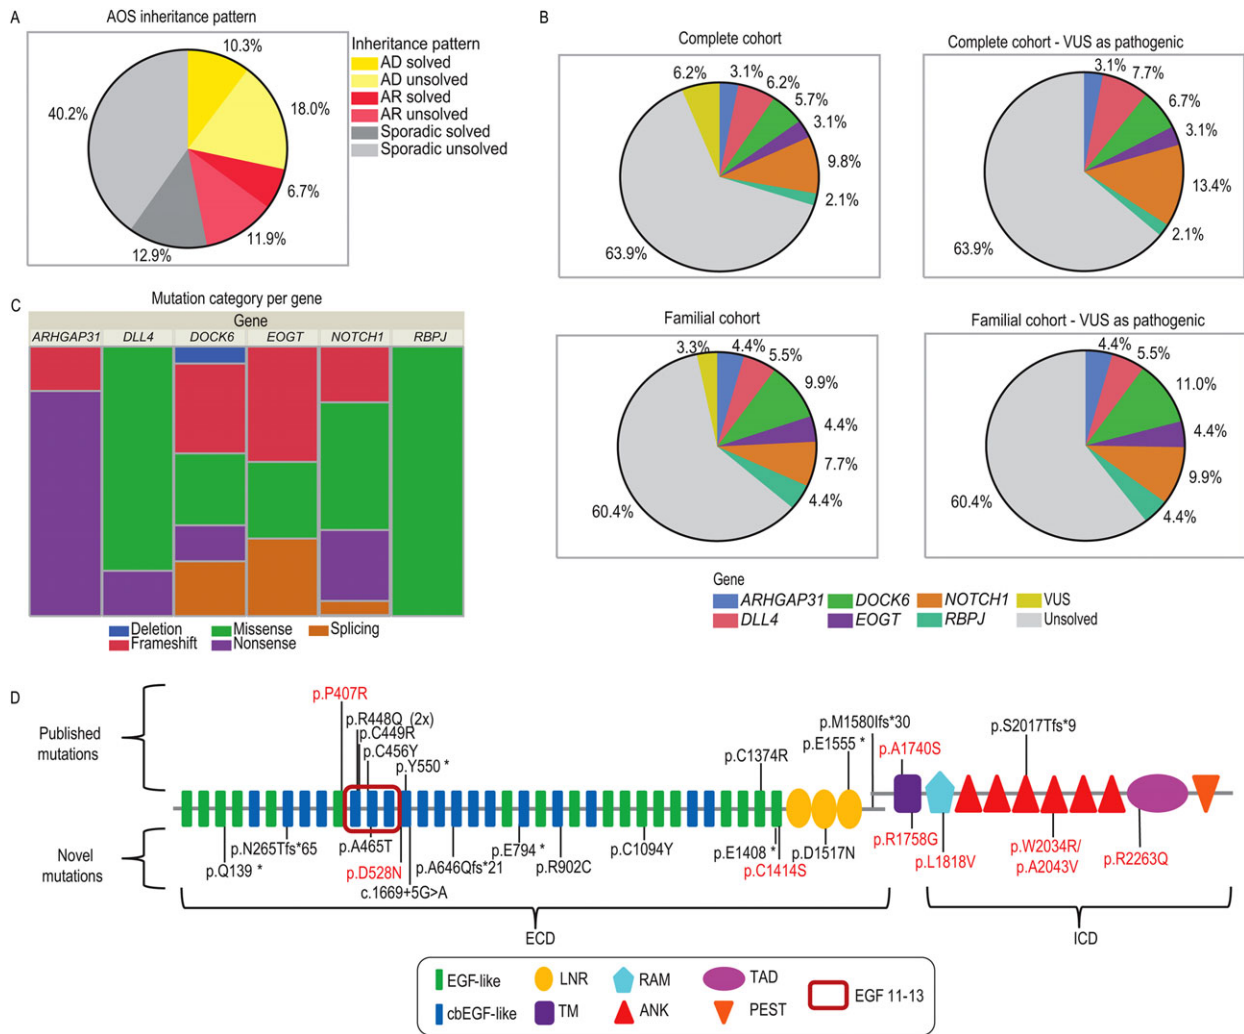 A
AOS inheritance pattern
10.3%
18.0%
6.7%
11.9%
12.9%
40.2%
Inheritance pattern
AD solved
AD unsolved
AR solved
AR unsolved
Sporadic solved
Sporadic unsolved
B
Complete cohort
6.2%
3.1%
6.2%
5.7%
3.1%
9.8%
2.1%
63.9%
Complete cohort - VUS as pathogenic
3.1%
7.7%
6.7%
3.1%
13.4%
2.1%
63.9%
Familial cohort
3.3%
4.4%
5.5%
9.9%
4.4%
7.7%
4.4%
60.4%
Familial cohort - VUS as pathogenic
4.4%
5.5%
11.0%
4.4%
9.9%
4.4%
60.4%
Gene
ARHGAP31 DOCK6 NOTCH1 VUS
DLL4 EOGT RBPJ Unsolved
C
Mutation category per gene
Gene
ARHGAP31 DLL4 DOCK6 EOGT NOTCH1 RBPJ
Deletion Missense Splicing
Frameshift Nonsense
D
Published
mutations
p.P407R
p.R448Q (2x)
p.C449R
p.C456Y
p.Y550 *
p.C1374R
p.E1555 *
p.M1580Ifs*30
p.A1740S
p.S2017Tfs*9
Novel
mutations
p.Q139 *
p.N265Tfs*65
p.A465T
p.D528N
c.1669+5G>A
p.A646Qfs*21
p.E794 *
p.R902C
p.C1094Y
p.E1408 *
p.C1414S
p.D1517N
p.R1758G
p.L1818V
p.W2034R/
p.A2043V
p.R2263Q
ECD
ICD
EGF-like LNR RAM TAD EGF 11-13
cbEGF-like TM ANK PEST